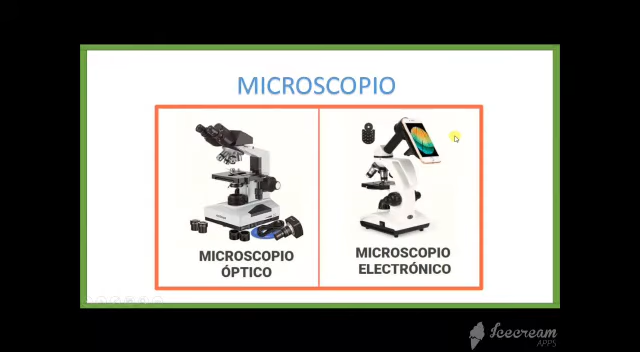 MICROSCOPIO
MICROSCOPIO
ÓPTICO
MICROSCOPIO
ELECTRÓNICO
Icecream
APPS